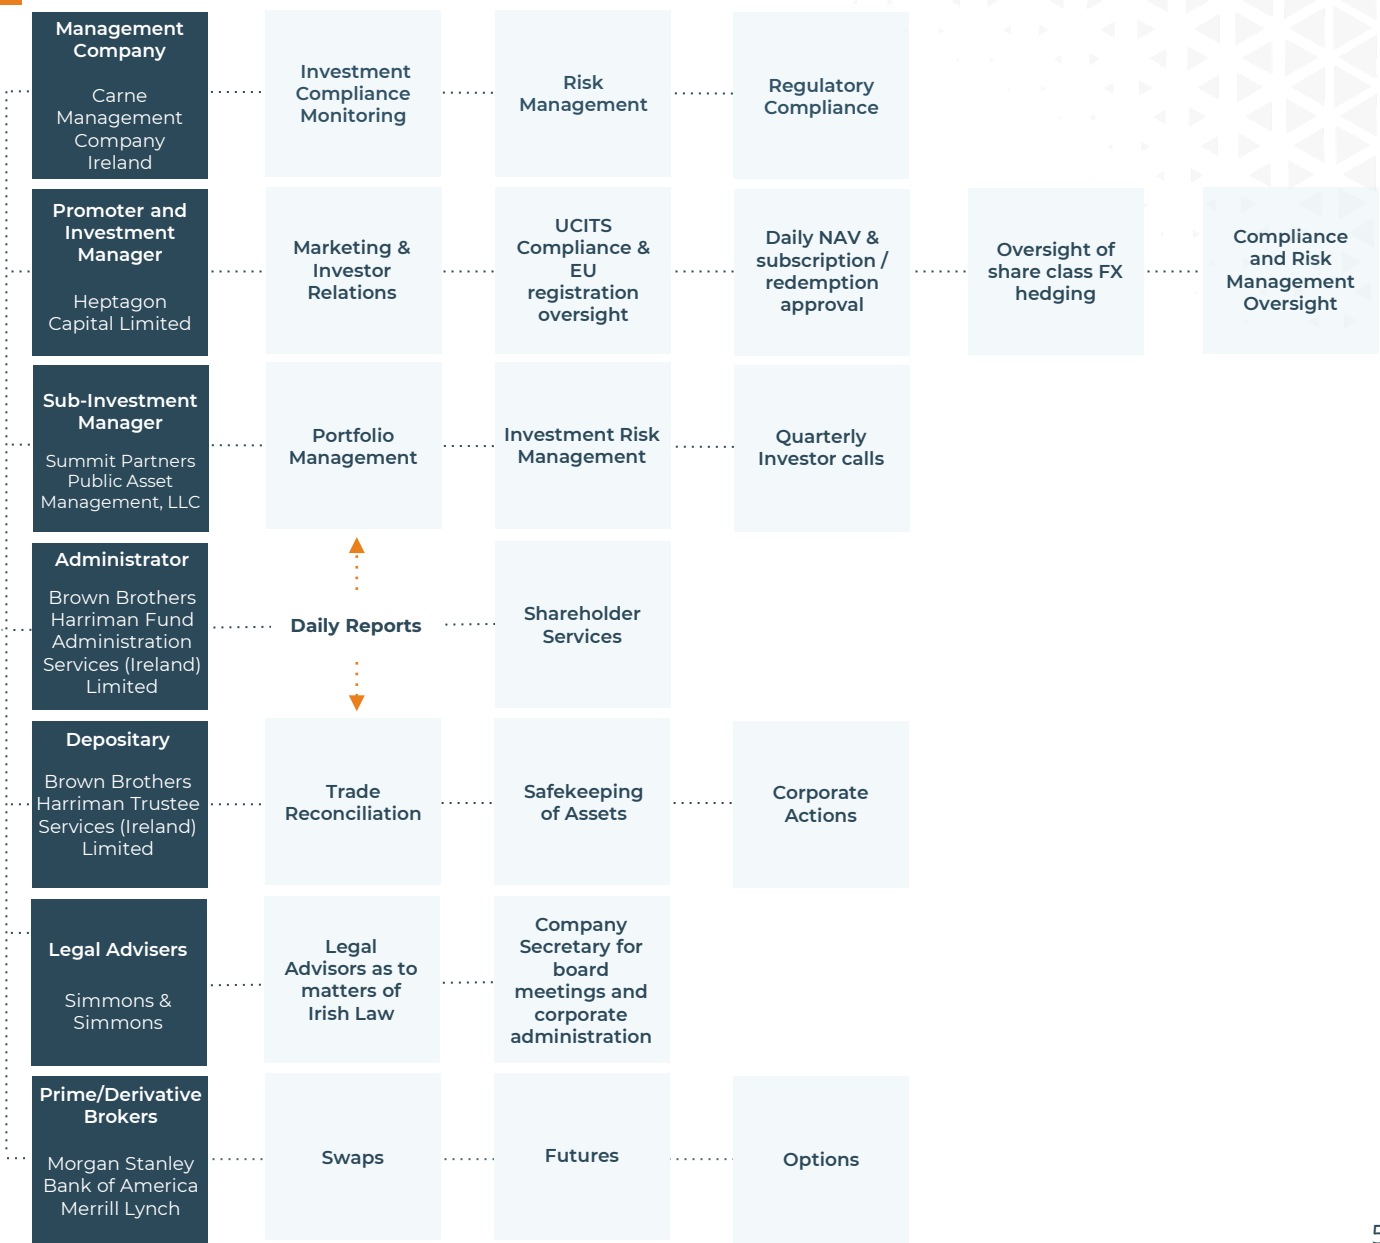 Management
Company
Carne
Management
Company
Ireland
Investment
Compliance
Monitoring
Risk
Management
Regulatory
Compliance
Promoter and
Investment
Manager
Heptagon
Capital Limited
Marketing &
Investor
Relations
UCITS
Compliance &
EU
registration
oversight
Daily NAV &
subscription /
redemption
approval
Oversight of
share class FX
hedging
Compliance
and Risk
Management
Oversight
Sub-Investment
Manager
Summit Partners
Public Asset
Management, LLC
Portfolio
Management
Investment Risk
Management
Quarterly
Investor calls
Administrator
Brown Brothers
Harriman Fund
Administration
Services (Ireland)
Limited
Daily Reports
Shareholder
Services
Depositary
Brown Brothers
Harriman Trustee
Services (Ireland)
Limited
Trade
Reconciliation
Safekeeping
of Assets
Corporate
Actions
Legal Advisers
Simmons &
Simmons
Legal
Advisors as to
matters of
Irish Law
Company
Secretary for
board
meetings and
corporate
administration
Prime/Derivative
Brokers
Morgan Stanley
Bank of America
Merrill Lynch
Swaps
Futures
Options